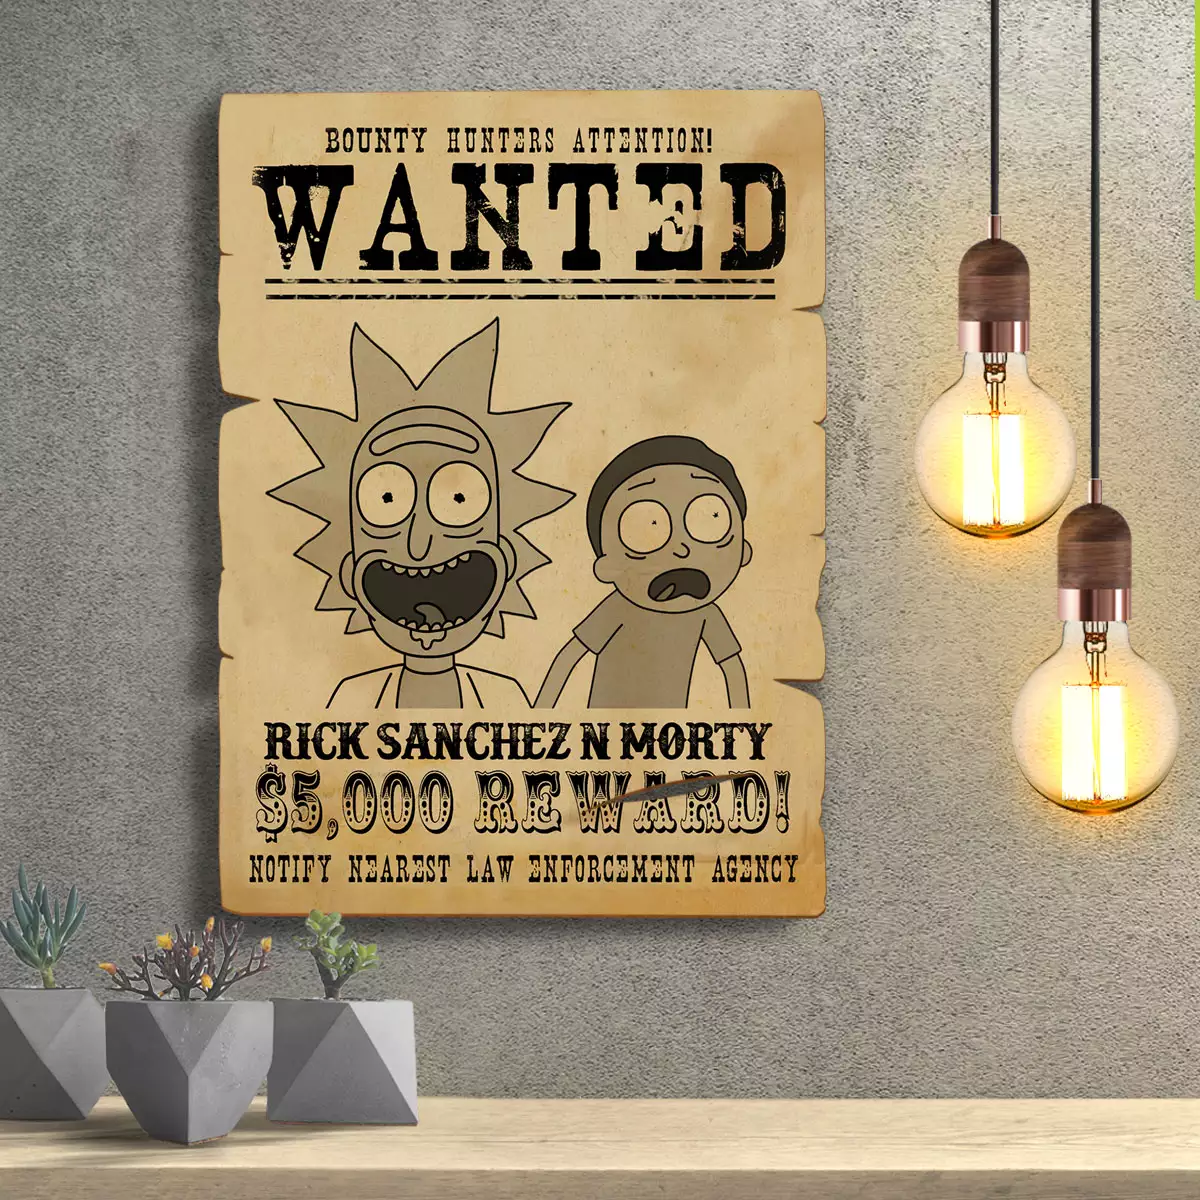 BOUNTY HUNTERS ATTENTION!
WANTED
RICK SANCHEZ N MORTY
$5,000 REWARD!
NOTIFY NEAREST LAW ENFORCEMENT AGENCY